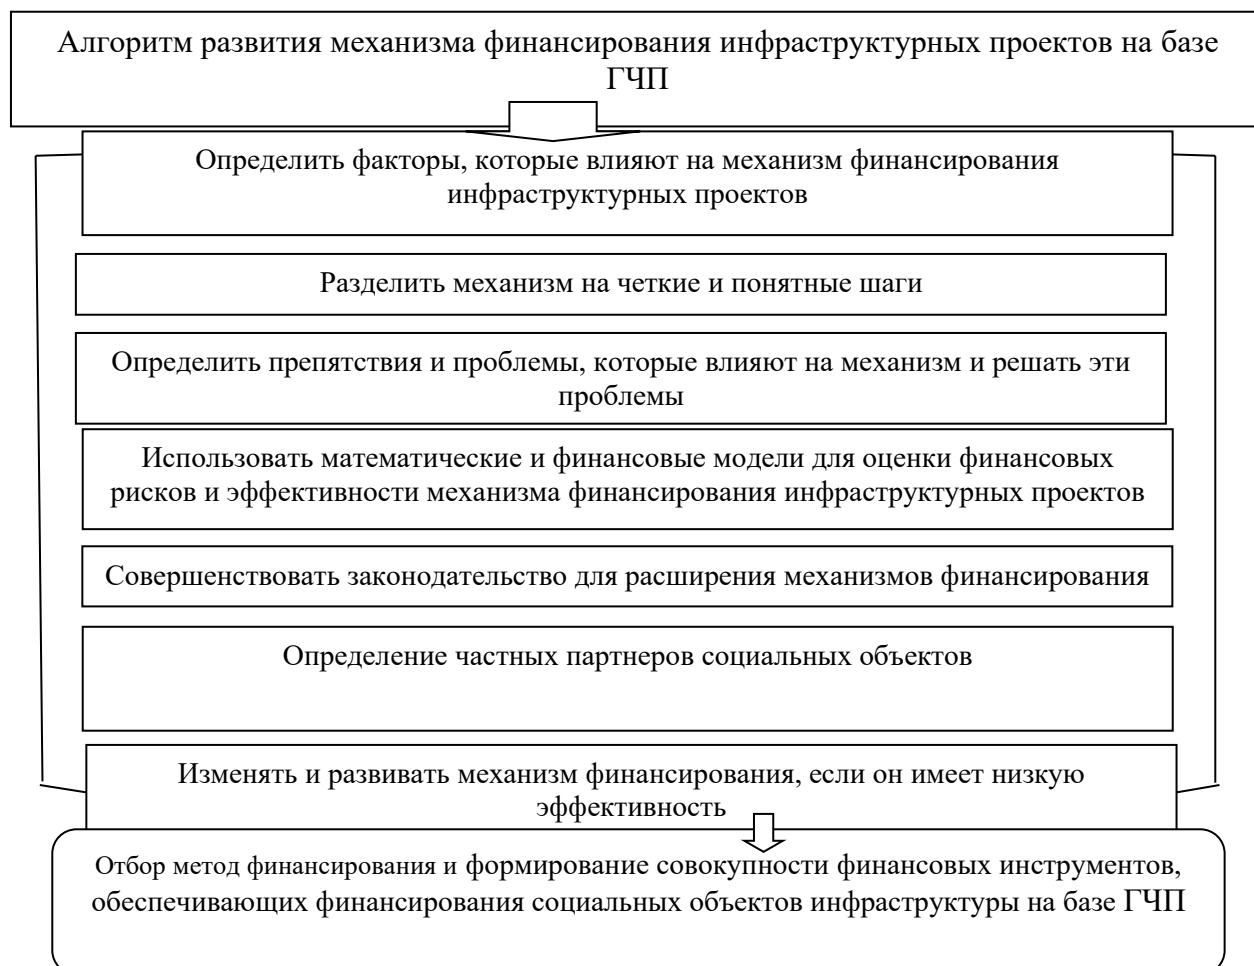 Алгоритм развития механизма финансирования инфраструктурных проектов на базе
ГЧП
Определить факторы, которые влияют на механизм финансирования
инфраструктурных проектов
Разделить механизм на четкие и понятные шаги
Определить препятствия и проблемы, которые влияют на механизм и решать эти
проблемы
Использовать математические и финансовые модели для оценки финансовых
рисков и эффективности механизма финансирования инфраструктурных проектов
Совершенствовать законодательство для расширения механизмов финансирования
Определение частных партнеров социальных объектов
Изменять и развивать механизм финансирования, если он имеет низкую
эффективность
Отбор метод финансирования и формирование совокупности финансовых инструментов,
обеспечивающих финансирования социальных объектов инфраструктуры на базе ГЧП